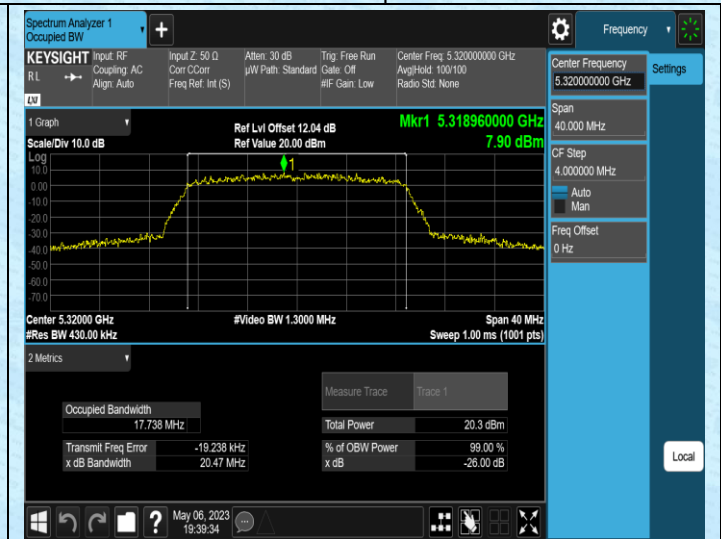 Spectrum Analyzer 1
Occupied BW
+
Frequency
KEYSIGHT
R L
LXI
Input: RF
Coupling: AC
Align: Auto
Input Z: 50 Ω
Corr CCorr
Freq Ref: Int (S)
Atten: 30 dB
µW Path: Standard
Trig: Free Run
Gate: Off
#IF Gain: Low
Center Freq: 5.320000000 GHz
Avg|Hold: 100/100
Radio Std: None
Center Frequency
5.320000000 GHz
Settings
Span
40.000 MHz
CF Step
4.000000 MHz
Auto
Man
Freq Offset
0 Hz
Local
1 Graph
Scale/Div 10.0 dB
Ref Lvl Offset 12.04 dB
Ref Value 20.00 dBm
Mkr1 5.318960000 GHz
7.90 dBm
Log
10.0
0.00
-10.0
-20.0
-30.0
-40.0
-50.0
-60.0
-70.0
1
Center 5.32000 GHz
#Res BW 430.00 kHz
#Video BW 1.3000 MHz
Span 40 MHz
Sweep 1.00 ms (1001 pts)
2 Metrics
Measure Trace Trace 1
Occupied Bandwidth
17.738 MHz
Total Power 20.3 dBm
Transmit Freq Error -19.238 kHz
% of OBW Power 99.00 %
x dB Bandwidth 20.47 MHz
x dB -26.00 dB
?
May 06, 2023
19:39:34